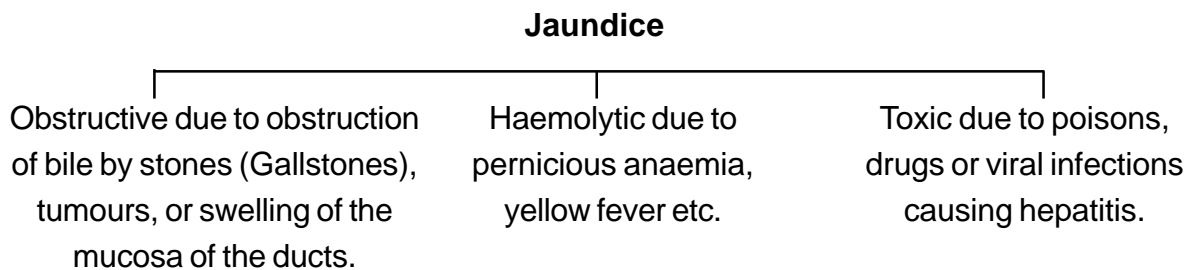 Jaundice
Obstructive due to obstruction
of bile by stones (Gallstones),
tumours, or swelling of the
mucosa of the ducts.
Haemolytic due to
pernicious anaemia,
yellow fever etc.
Toxic due to poisons,
drugs or viral infections
causing hepatitis.